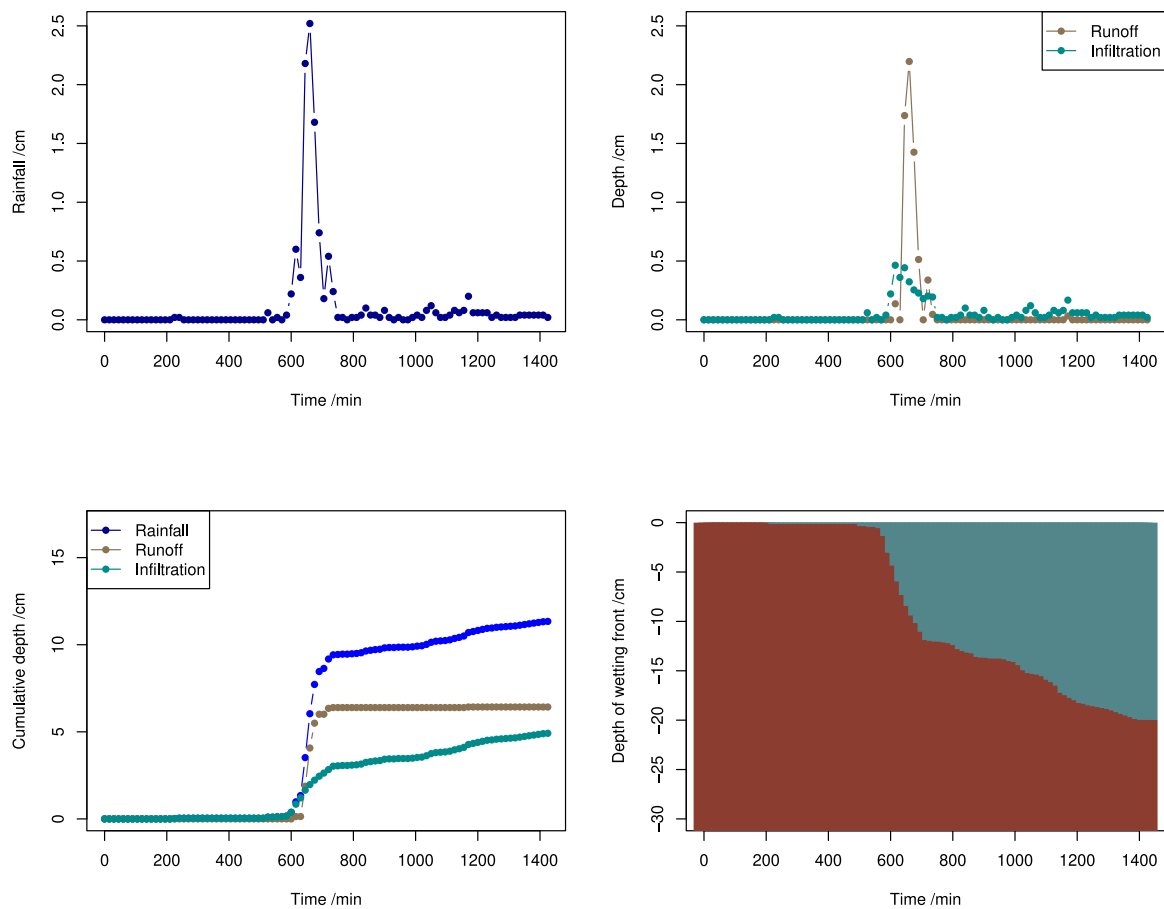 Rainfall /cm
2.5
2.0
1.5
1.0
0.5
0.0
0 200 400 600 800 1000 1200 1400
Time /min
Depth /cm
2.5
2.0
1.5
1.0
0.5
0.0
Runoff
Infiltration
0 200 400 600 800 1000 1200 1400
Time /min
Cumulative depth /cm
15
10
5
0
Rainfall
Runoff
Infiltration
0 200 400 600 800 1000 1200 1400
Time /min
Depth of wetting front /cm
0
−5
−10
−15
−20
−25
−30
0 200 400 600 800 1000 1200 1400
Time /min